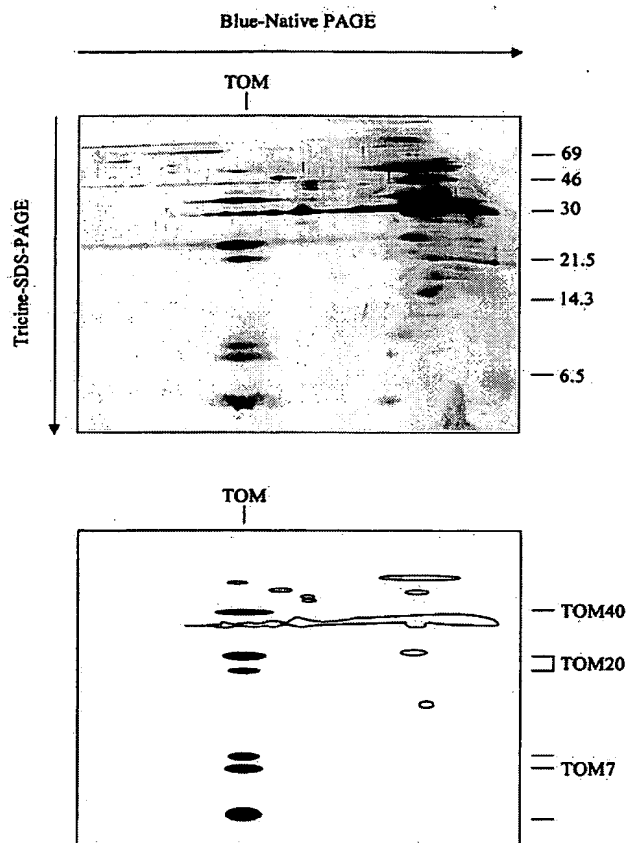 Blue-Native PAGE
TOM
Tricine-SDS-PAGE
69
46
30
21.5
14.3
6.5
TOM
TOM40
TOM20
TOM7